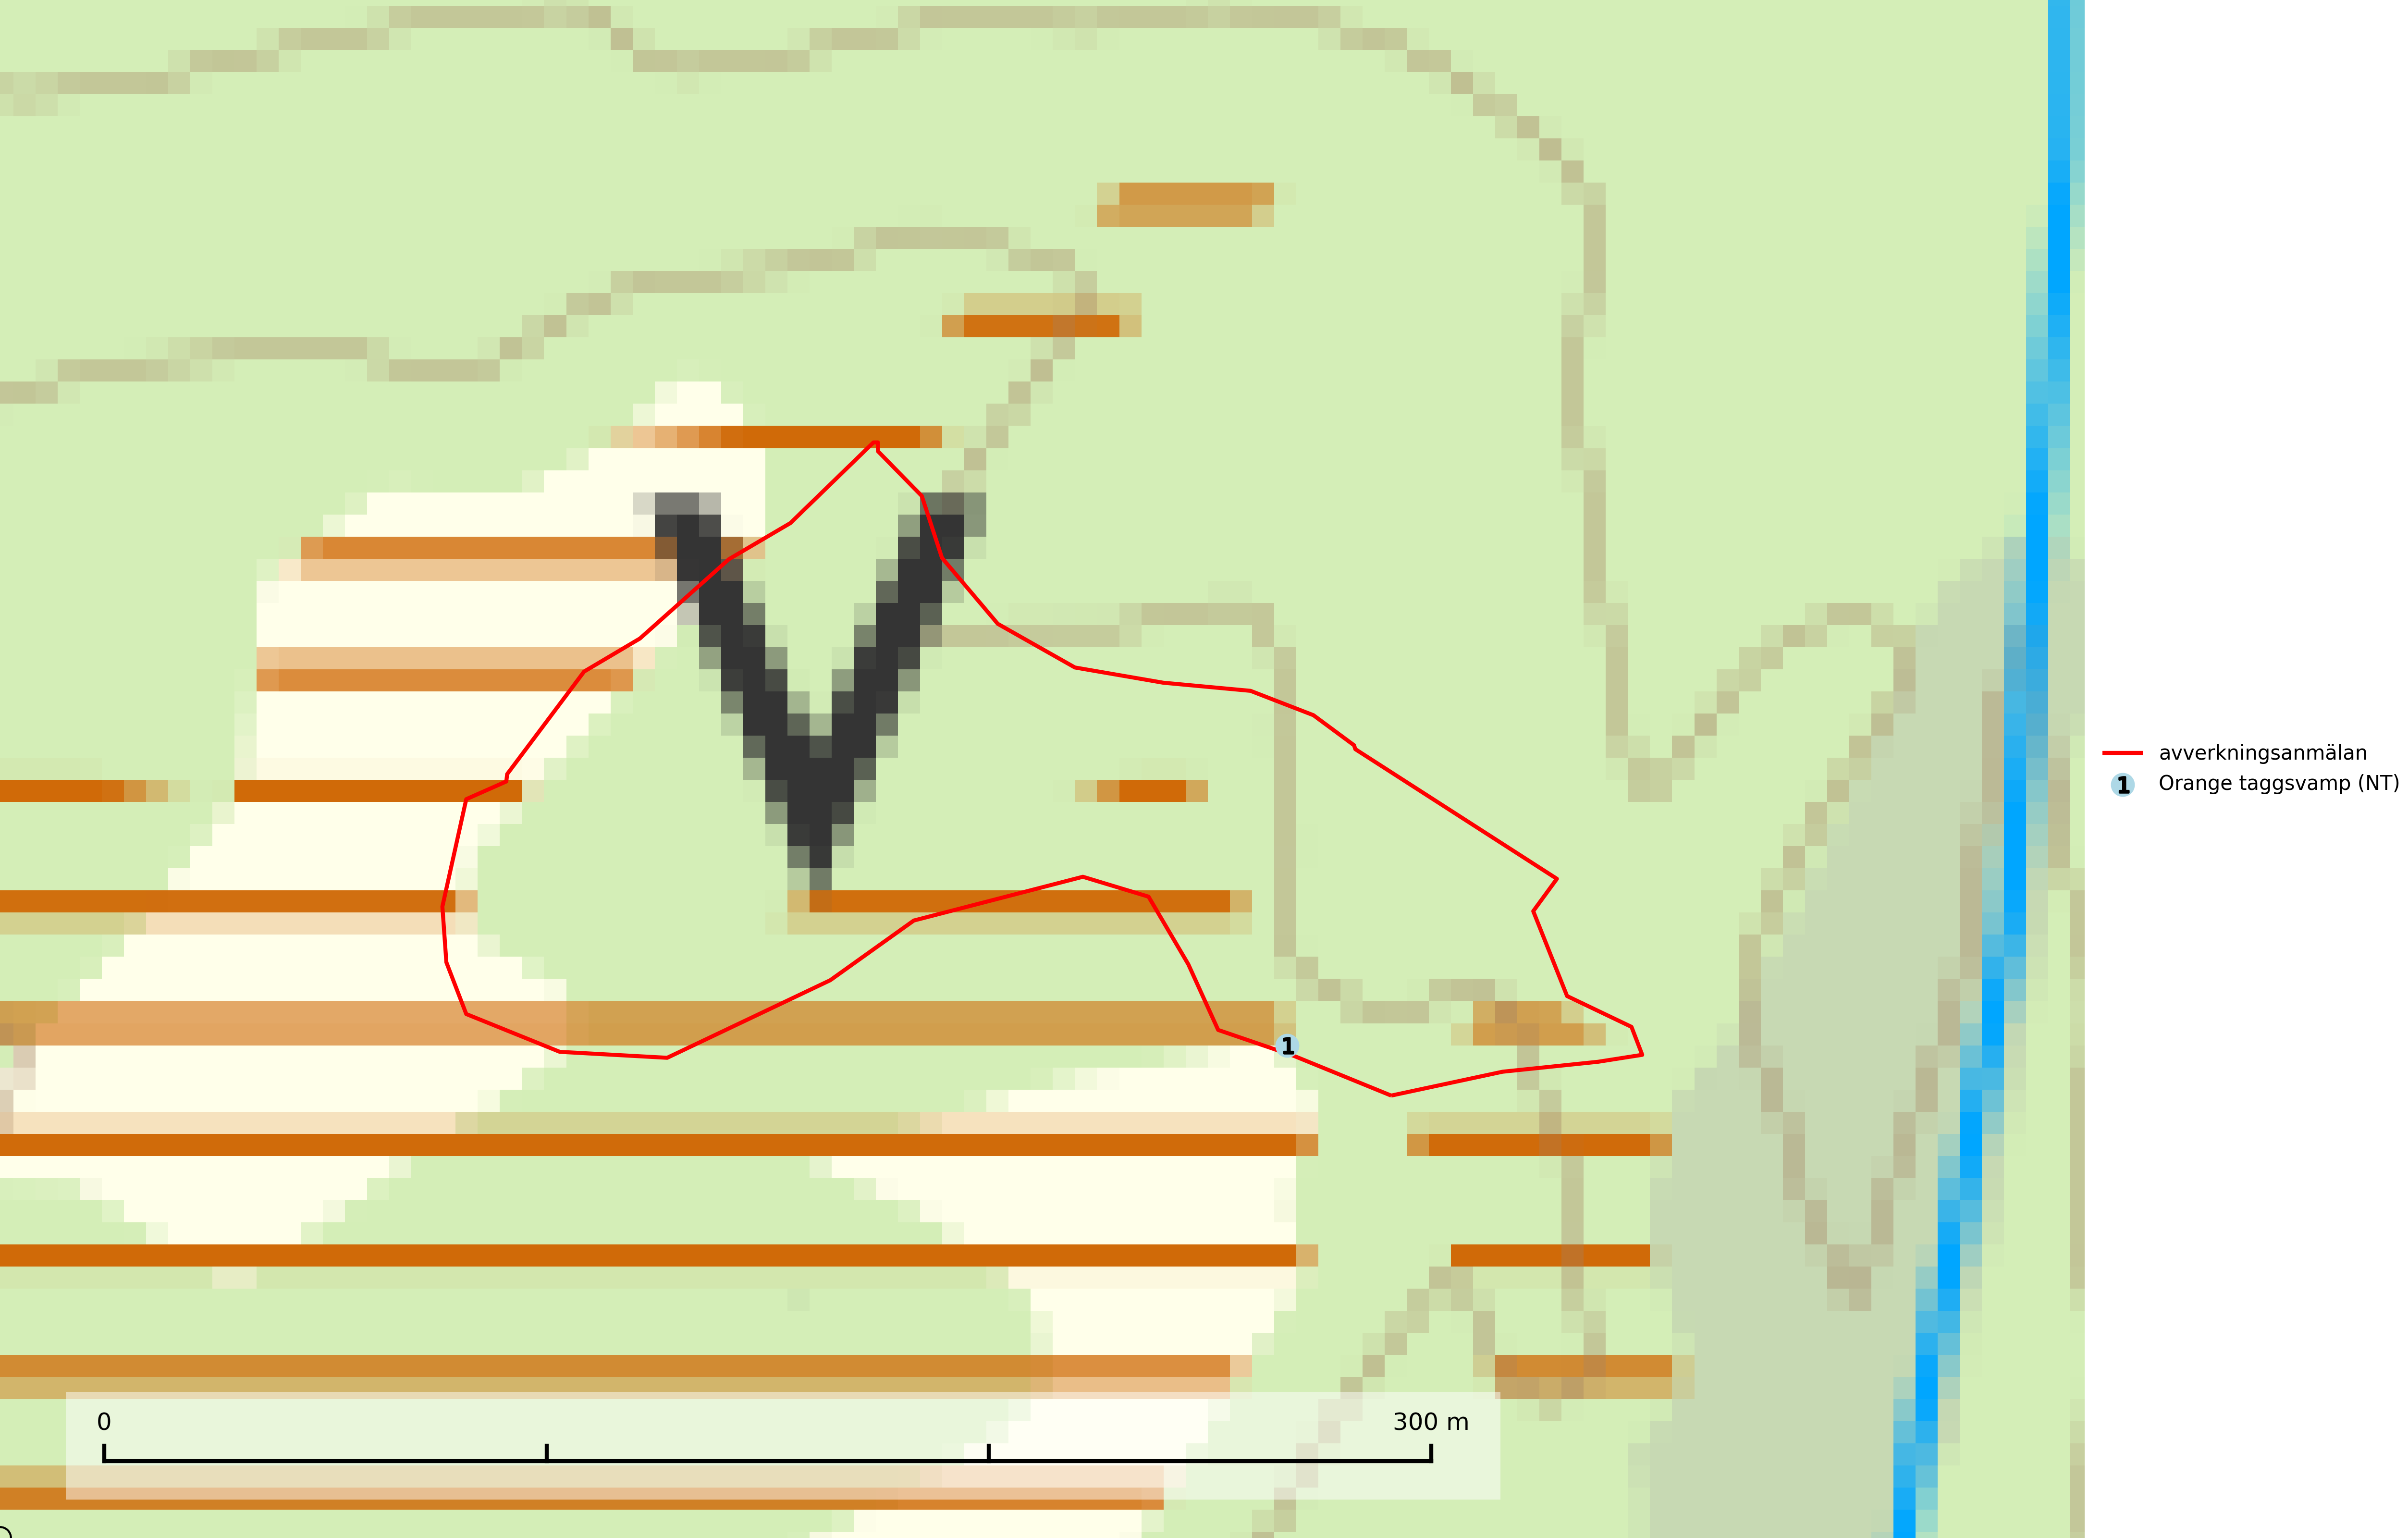 V
avverkningsanmälan
1 Orange taggsvamp (NT)
1
0 300 m